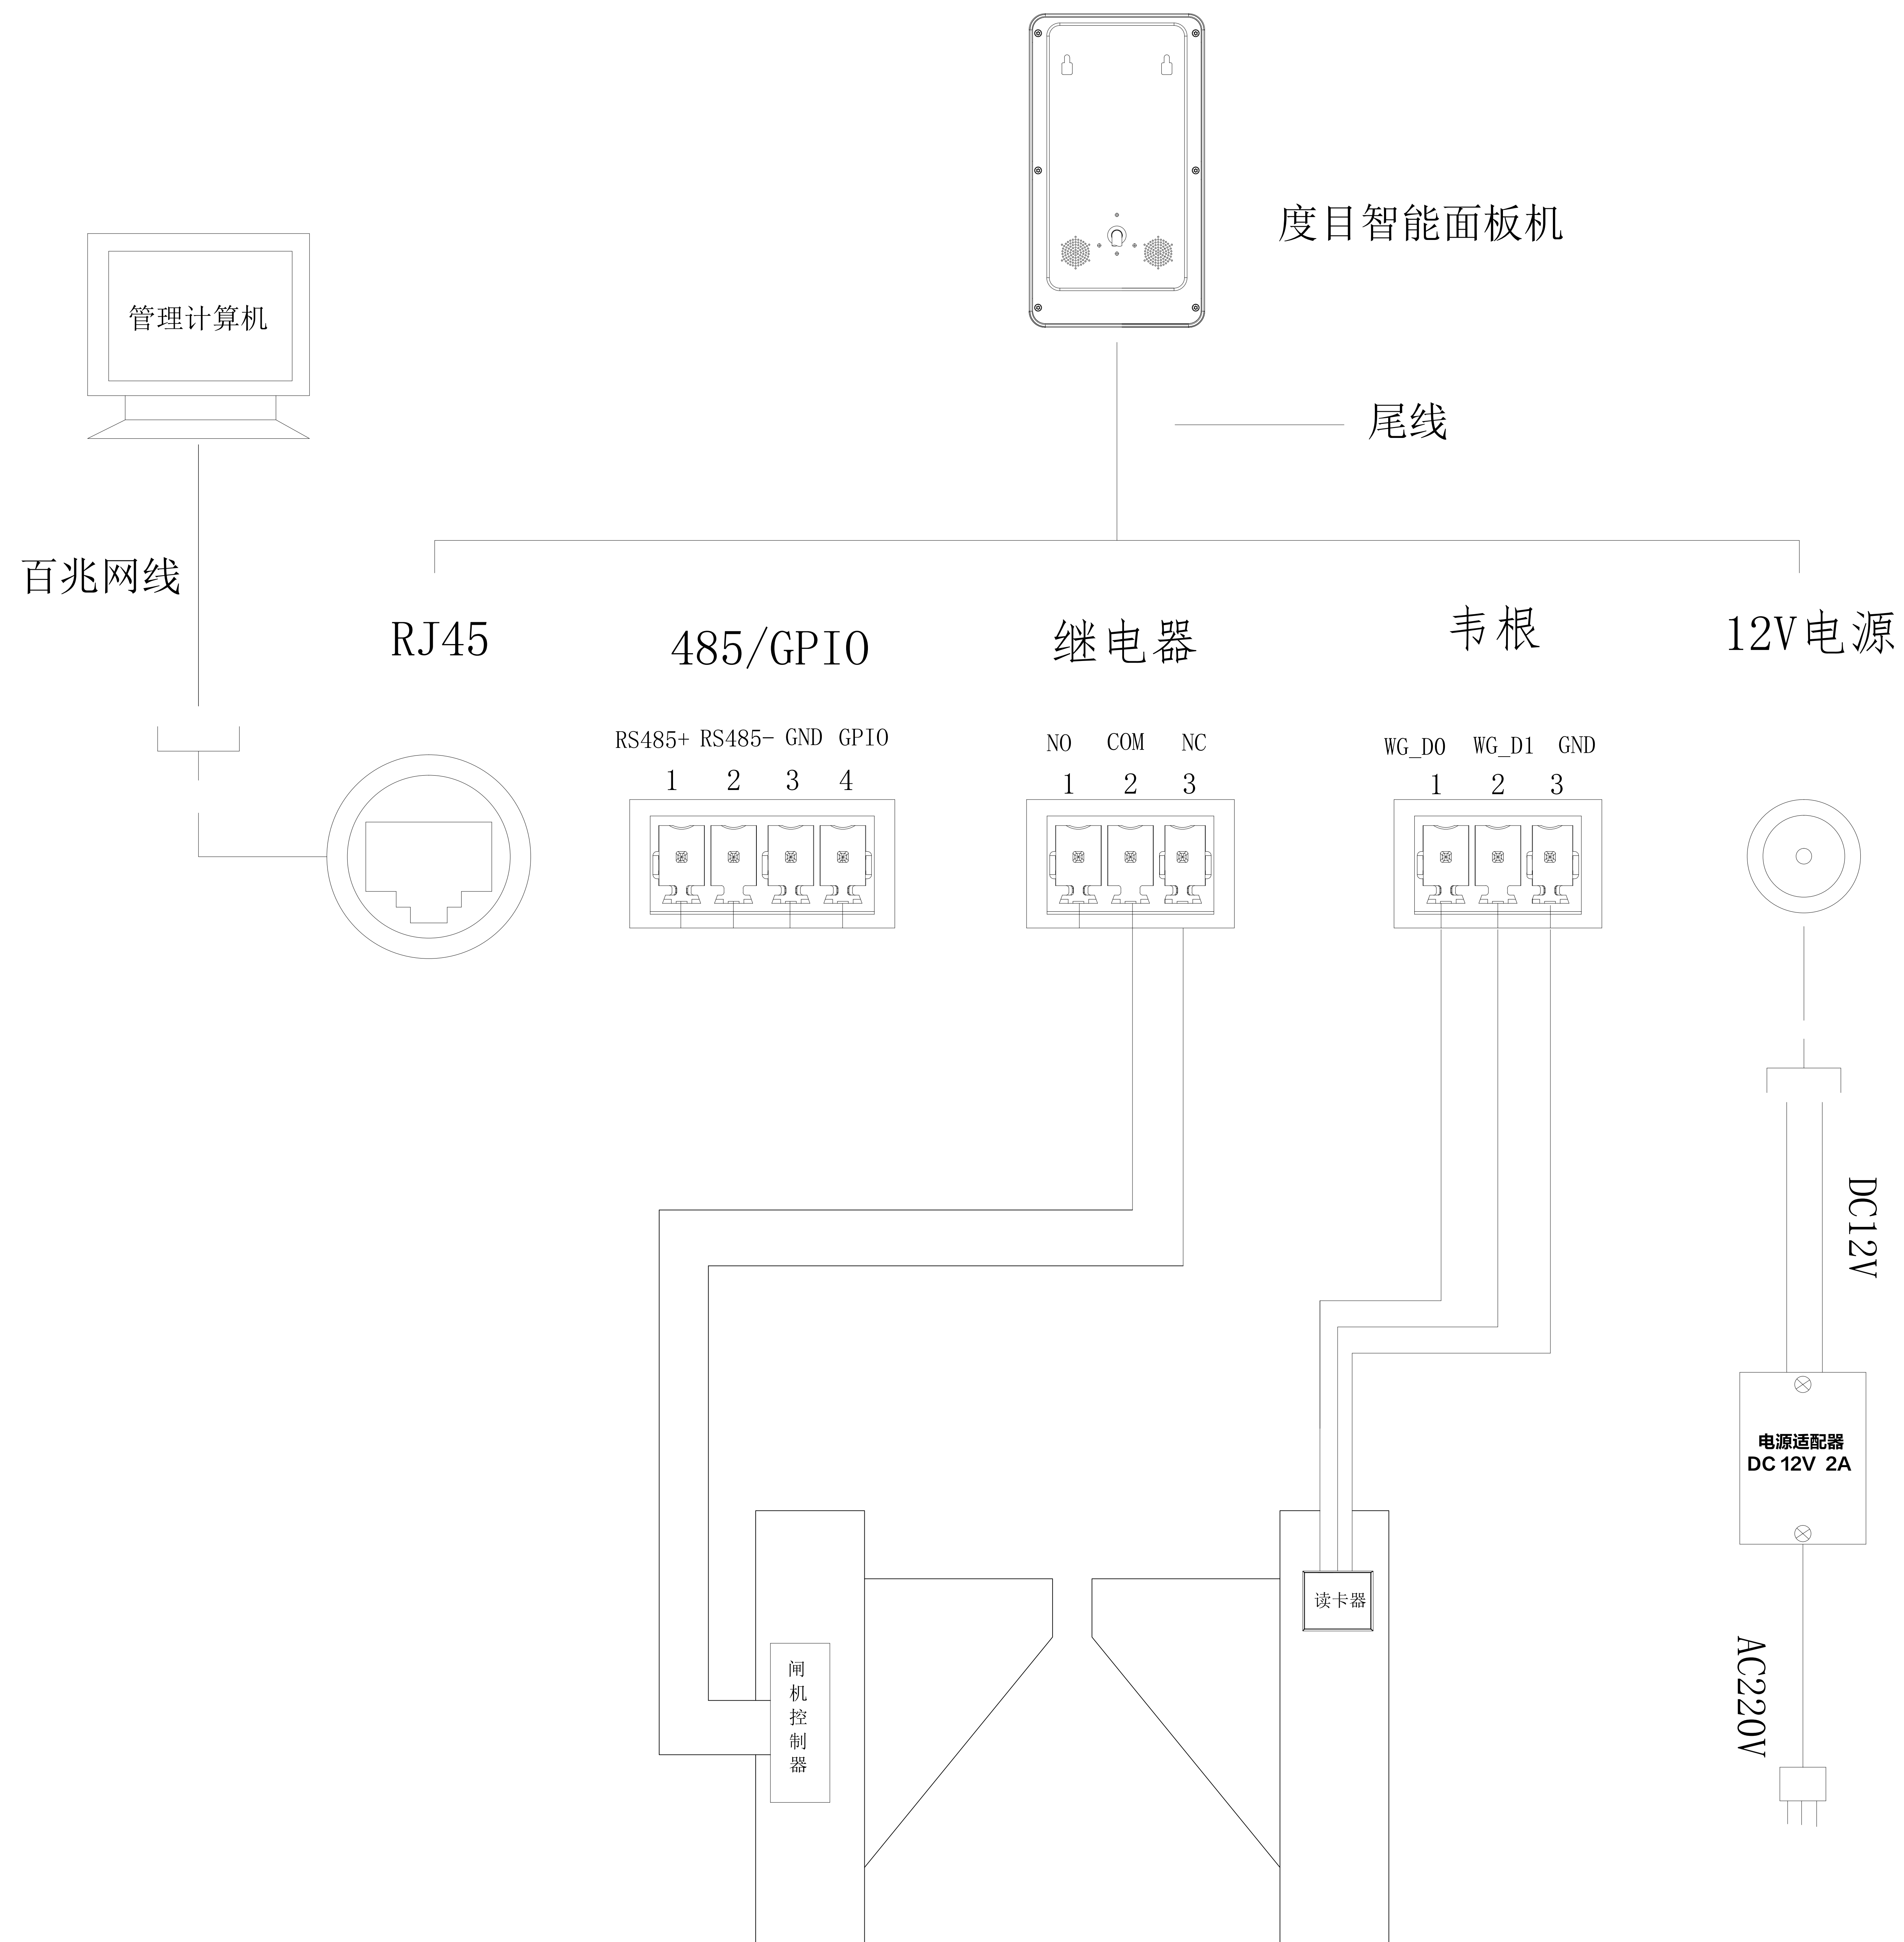 度目智能面板机
管理计算机
尾线
百兆网线
RJ45
485/GPIO
继电器
韦根
12V电源
RS485+ RS485- GND GPIO
1 2 3 4
NO COM NC
1 2 3
WG_D0 WG_D1 GND
1 2 3
DC12V
电源适配器
DC 12V 2A
读卡器
闸机控制器
AC220V